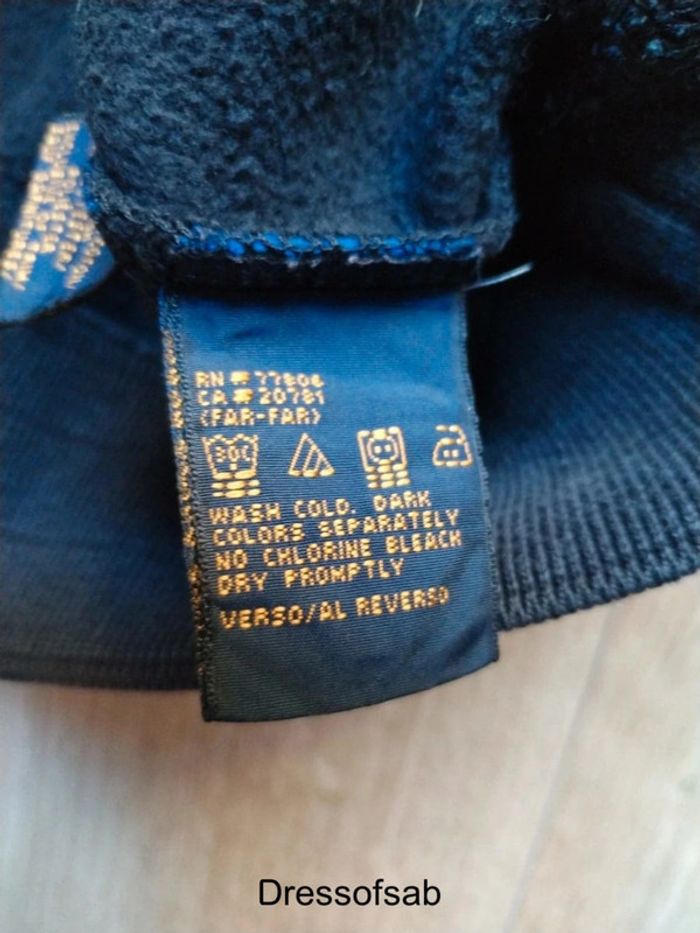 RN # 77806
CA # 20781
(FAR-FAR)
30C
WASH COLD. DARK
COLORS SEPARATELY
NO CHLORINE BLEACH
DRY PROMPTLY
VERSO/AL REVERSO
Dressofsab